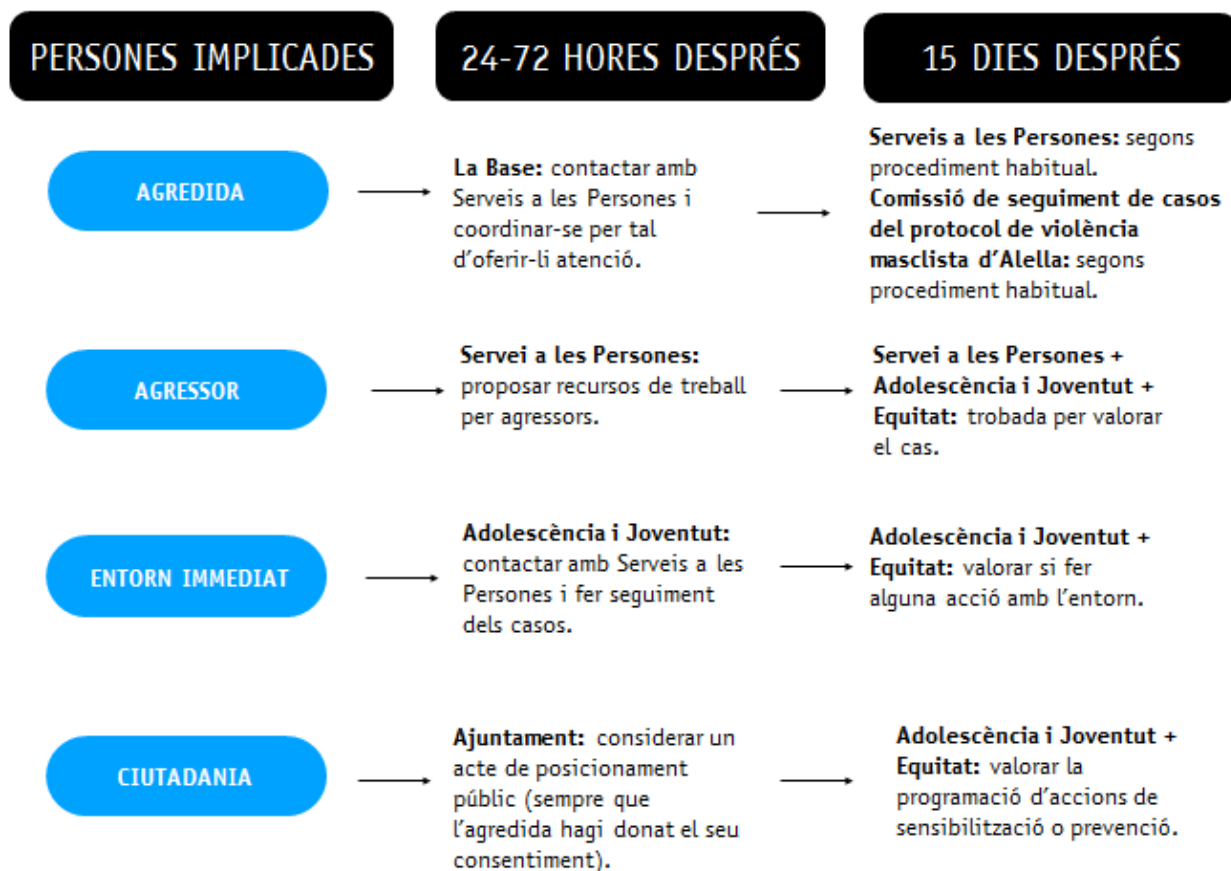 PERSONES IMPLICADES
24-72 HORES DESPRÉS
15 DIES DESPRÉS
AGREDIDA
La Base: contactar amb
Serveis a les Persones i
coordinar-se per tal
d'oferir-li atenció.
Serveis a les Persones: segons
procediment habitual.
Comissió de seguiment de casos
del protocol de violència
masclista d'Alella: segons
procediment habitual.
AGRESSOR
Servei a les Persones:
proposar recursos de treball
per agressors.
Servei a les Persones +
Adolescència i Joventut +
Equitat: trobada per valorar
el cas.
ENTORN IMMEDIAT
Adolescència i Joventut:
contactar amb Serveis a les
Persones i fer seguiment
dels casos.
Adolescència i Joventut +
Equitat: valorar si fer
alguna acció amb l'entorn.
CIUTADANIA
Ajuntament: considerar un
acte de posicionament
públic (sempre que
l'agredida hagi donat el seu
consentiment).
Adolescència i Joventut +
Equitat: valorar la
programació d'accions de
sensibilització o prevenció.